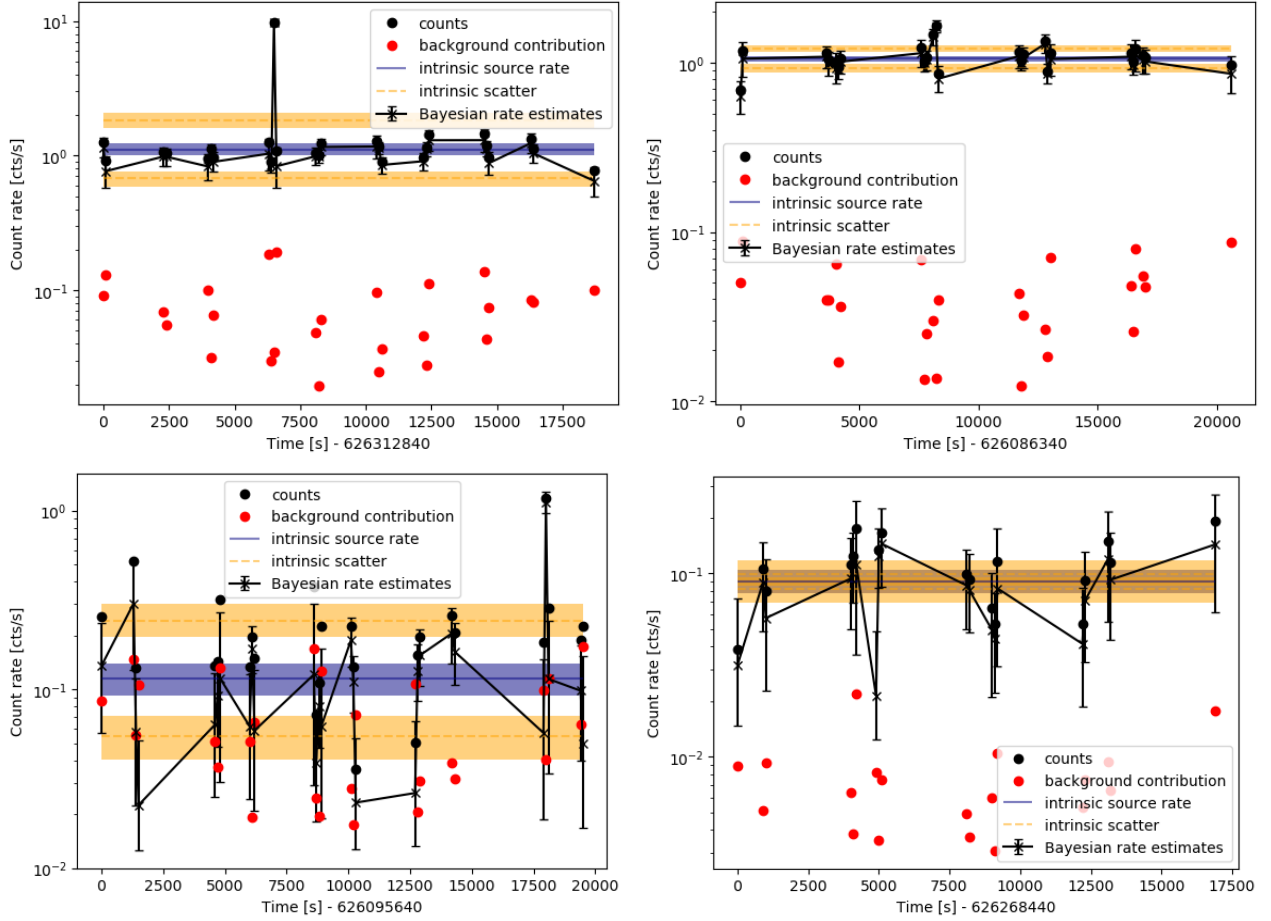 10¹
10⁰
10⁻¹
Count rate [cts/s]
counts
background contribution
intrinsic source rate
intrinsic scatter
Bayesian rate estimates
0 2500 5000 7500 10000 12500 15000 17500
Time [s] - 626312840
10⁰
10⁻¹
10⁻²
Count rate [cts/s]
counts
background contribution
intrinsic source rate
intrinsic scatter
Bayesian rate estimates
0 5000 10000 15000 20000
Time [s] - 626086340
10⁰
10⁻¹
10⁻²
Count rate [cts/s]
counts
background contribution
intrinsic source rate
intrinsic scatter
Bayesian rate estimates
0 2500 5000 7500 10000 12500 15000 17500 20000
Time [s] - 626095640
10⁻¹
10⁻²
Count rate [cts/s]
counts
background contribution
intrinsic source rate
intrinsic scatter
Bayesian rate estimates
0 2500 5000 7500 10000 12500 15000 17500
Time [s] - 626268440